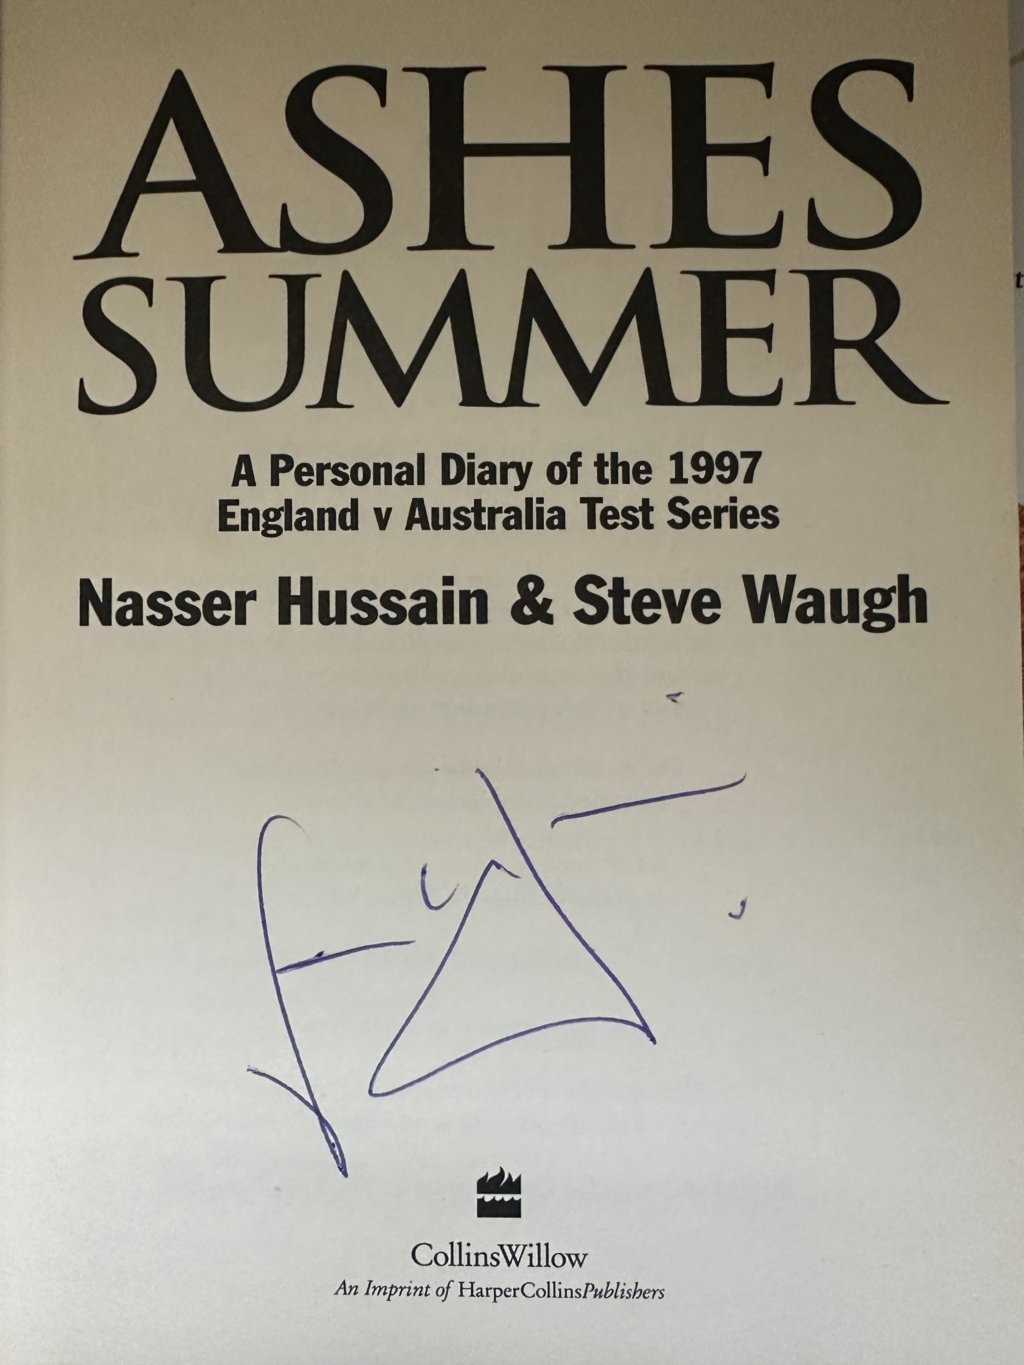 ASHES
SUMMER
A Personal Diary of the 1997
England v Australia Test Series
Nasser Hussain & Steve Waugh
CollinsWillow
An Imprint of HarperCollinsPublishers